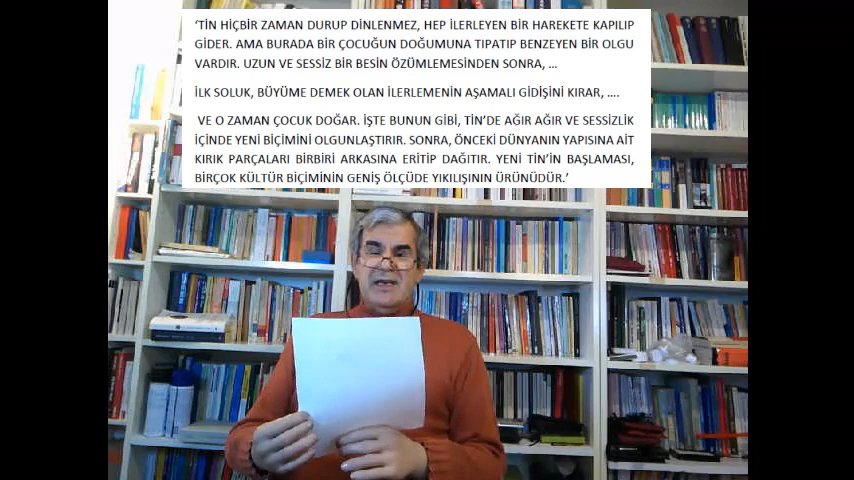 ‘TİN HİÇBİR ZAMAN DURUP DİNLENMEZ, HEP İLERLEYEN BİR HAREKETE KAPILIP
GİDER. AMA BURADA BİR ÇOCUĞUN DOĞUMUNA TIPATIP BENZEYEN BİR OLGU
VARDIR. UZUN VE SESSİZ BİR BESİN ÖZÜMLEMESİNDEN SONRA, …
İLK SOLUK, BÜYÜME DEMEK OLAN İLERLEMENİN AŞAMALI GİDİŞİNİ KIRAR, ….
VE O ZAMAN ÇOCUK DOĞAR. İŞTE BUNUN GİBİ, TİN’DE AĞIR AĞIR VE SESSİZLİK
İÇİNDE YENİ BİÇİMİNİ OLGUNLAŞTIRIR. SONRA, ÖNCEKİ DÜNYANIN YAPISINA AİT
KIRIK PARÇALARI BİRBİRİ ARKASINA ERİTİP DAĞITIR. YENİ TİN’İN BAŞLAMASI,
BİRÇOK KÜLTÜR BİÇİMİNİN GENİŞ ÖLÇÜDE YIKILIŞININ ÜRÜNÜDÜR.’